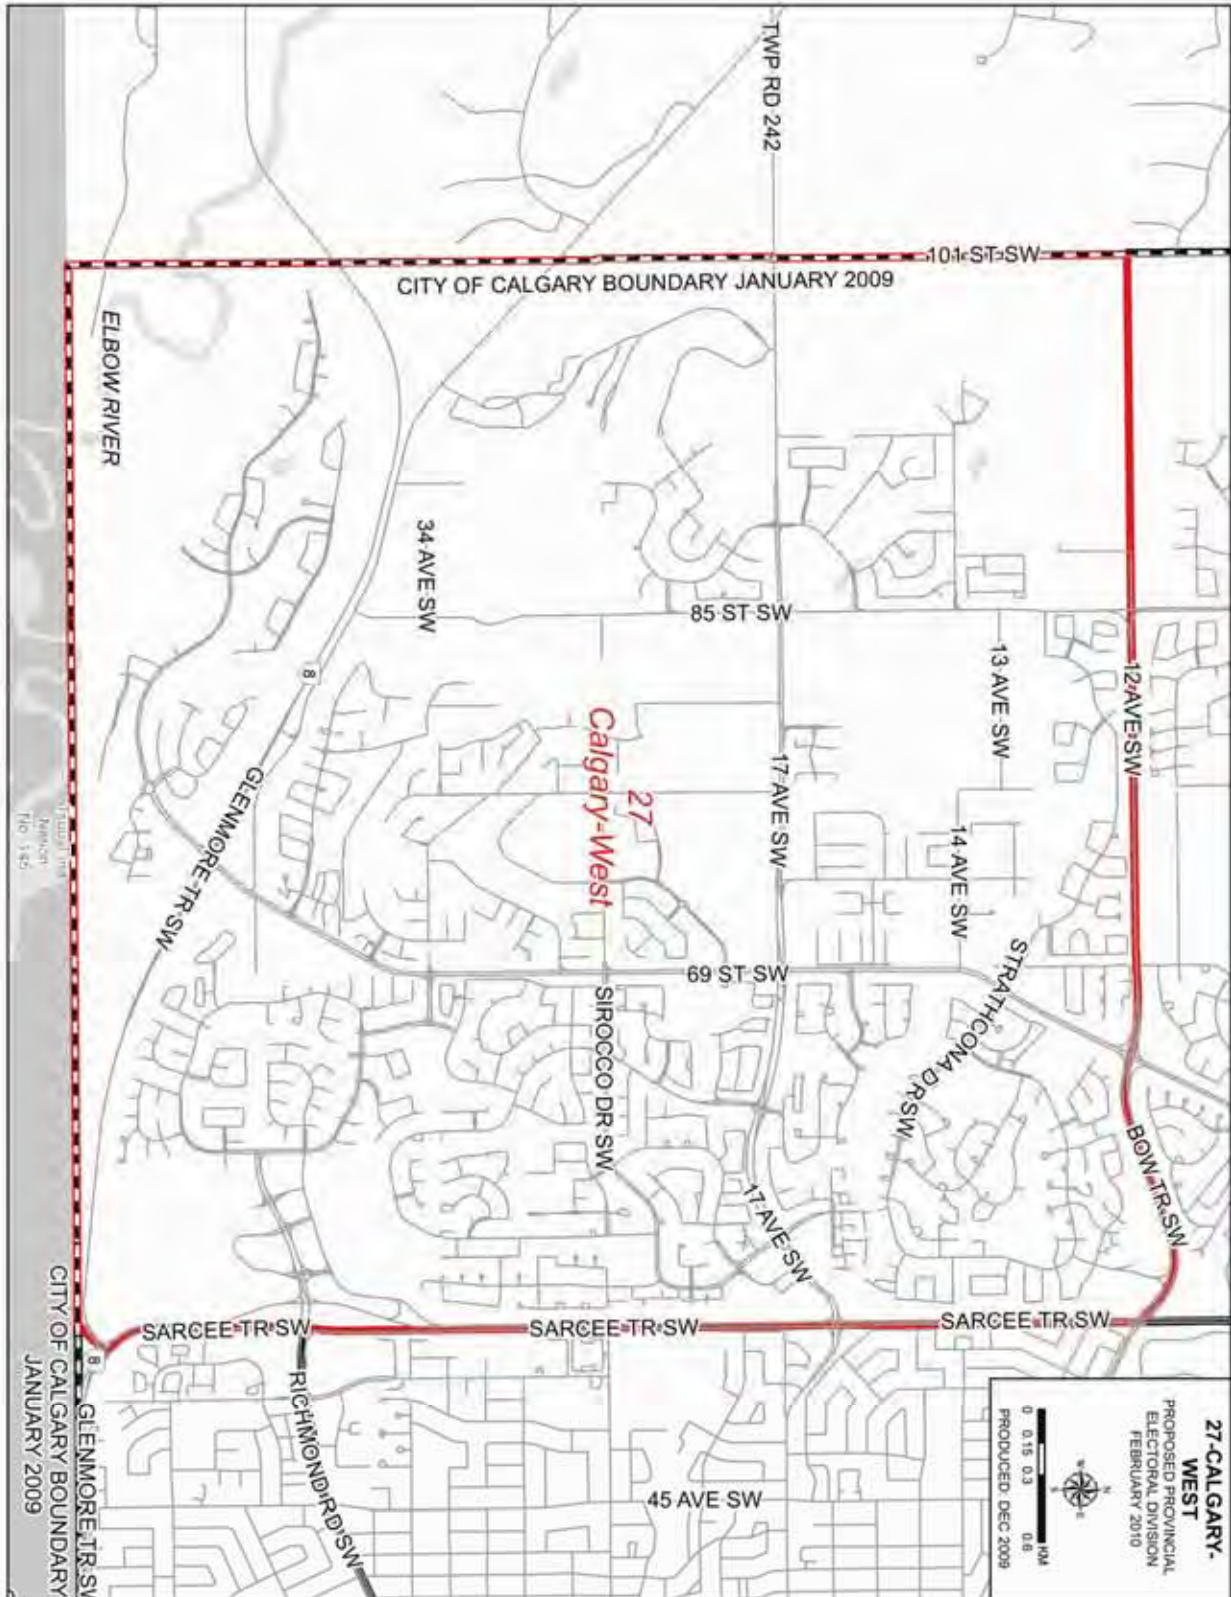 27-CALGARY-
WEST
PROPOSED PROVINCIAL
ELECTORAL DIVISION
FEBRUARY 2010
N
E
S
W
0 0.15 0.3 0.6
KM
PRODUCED: DEC 2009
TWP RD 242
101 ST SW
CITY OF CALGARY BOUNDARY JANUARY 2009
ELBOW RIVER
34 AVE SW
85 ST SW
13 AVE SW
12 AVE SW
8
27
Calgary-West
17 AVE SW
14 AVE SW
GLENMORE TR SW
69 ST SW
STRATHCONA DR SW
SIROCCO DR SW
BOW TR SW
17 AVE SW
SARCEE TR SW
SARCEE TR SW
SARCEE TR SW
8
RICHMOND RD SW
45 AVE SW
GLENMORE TR SW
CITY OF CALGARY BOUNDARY
JANUARY 2009
Nation
No 145